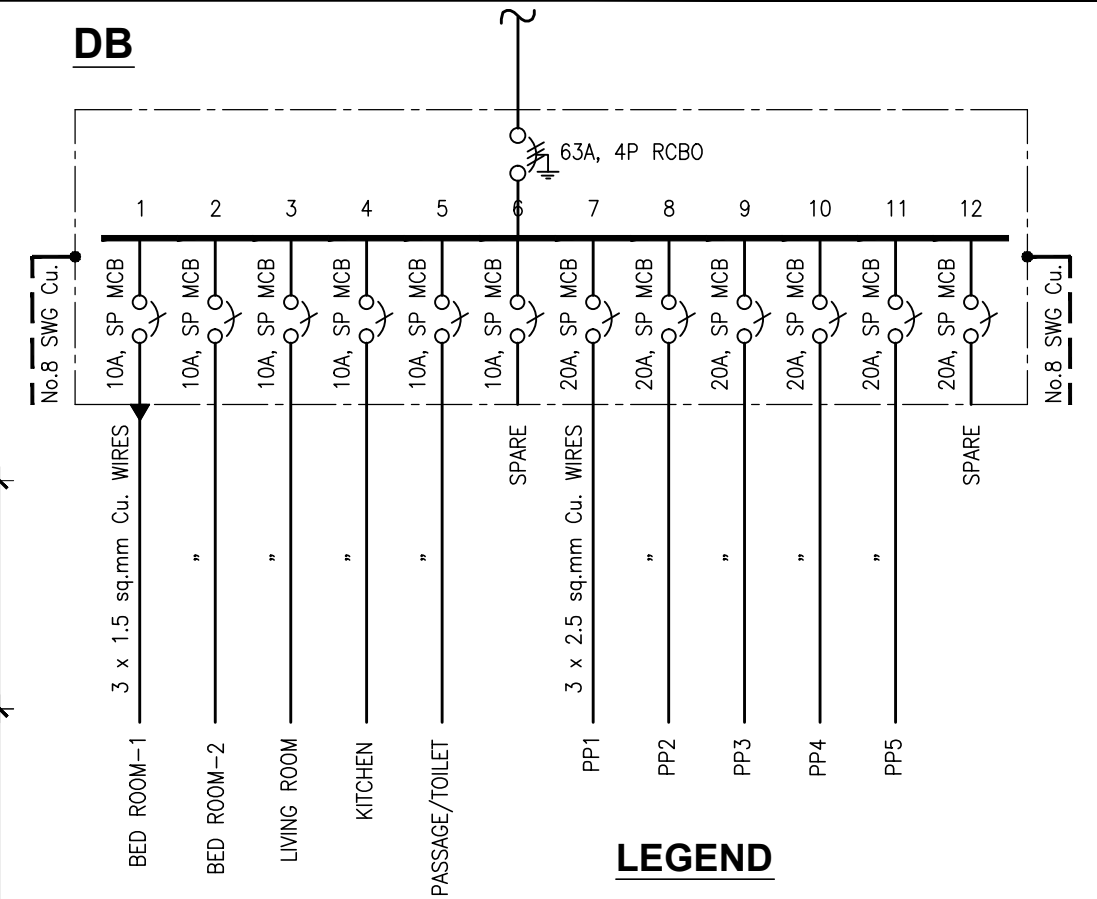 DB
63A, 4P RCBO
1 2 3 4 5 6 7 8 9 10 11 12
No.8 SWG Cu.
10A, SP MCB
10A, SP MCB
10A, SP MCB
10A, SP MCB
10A, SP MCB
10A, SP MCB
20A, SP MCB
20A, SP MCB
20A, SP MCB
20A, SP MCB
20A, SP MCB
20A, SP MCB
No.8 SWG Cu.
3 x 1.5 sq.mm Cu. WIRES
„
„
„
„
SPARE
3 x 2.5 sq.mm Cu. WIRES
„
„
„
„
SPARE
BED ROOM-1
BED ROOM-2
LIVING ROOM
KITCHEN
PASSAGE/TOILET
PP1
PP2
PP3
PP4
PP5
LEGEND